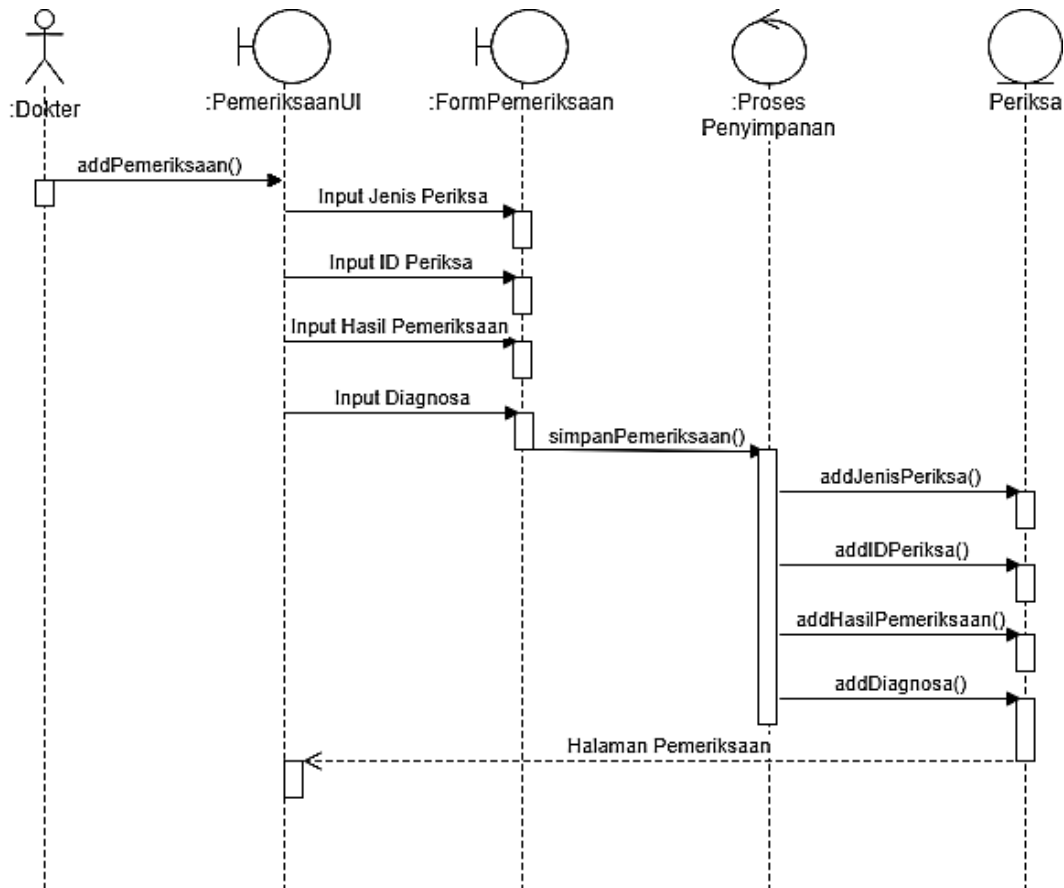 :Dokter
:PemeriksaanUI
:FormPemeriksaan
:Proses
Penyimpanan
Periksa
addPemeriksaan()
Input Jenis Periksa
Input ID Periksa
Input Hasil Pemeriksaan
Input Diagnosa
simpanPemeriksaan()
addJenisPeriksa()
addIDPeriksa()
addHasilPemeriksaan()
addDiagnosa()
Halaman Pemeriksaan